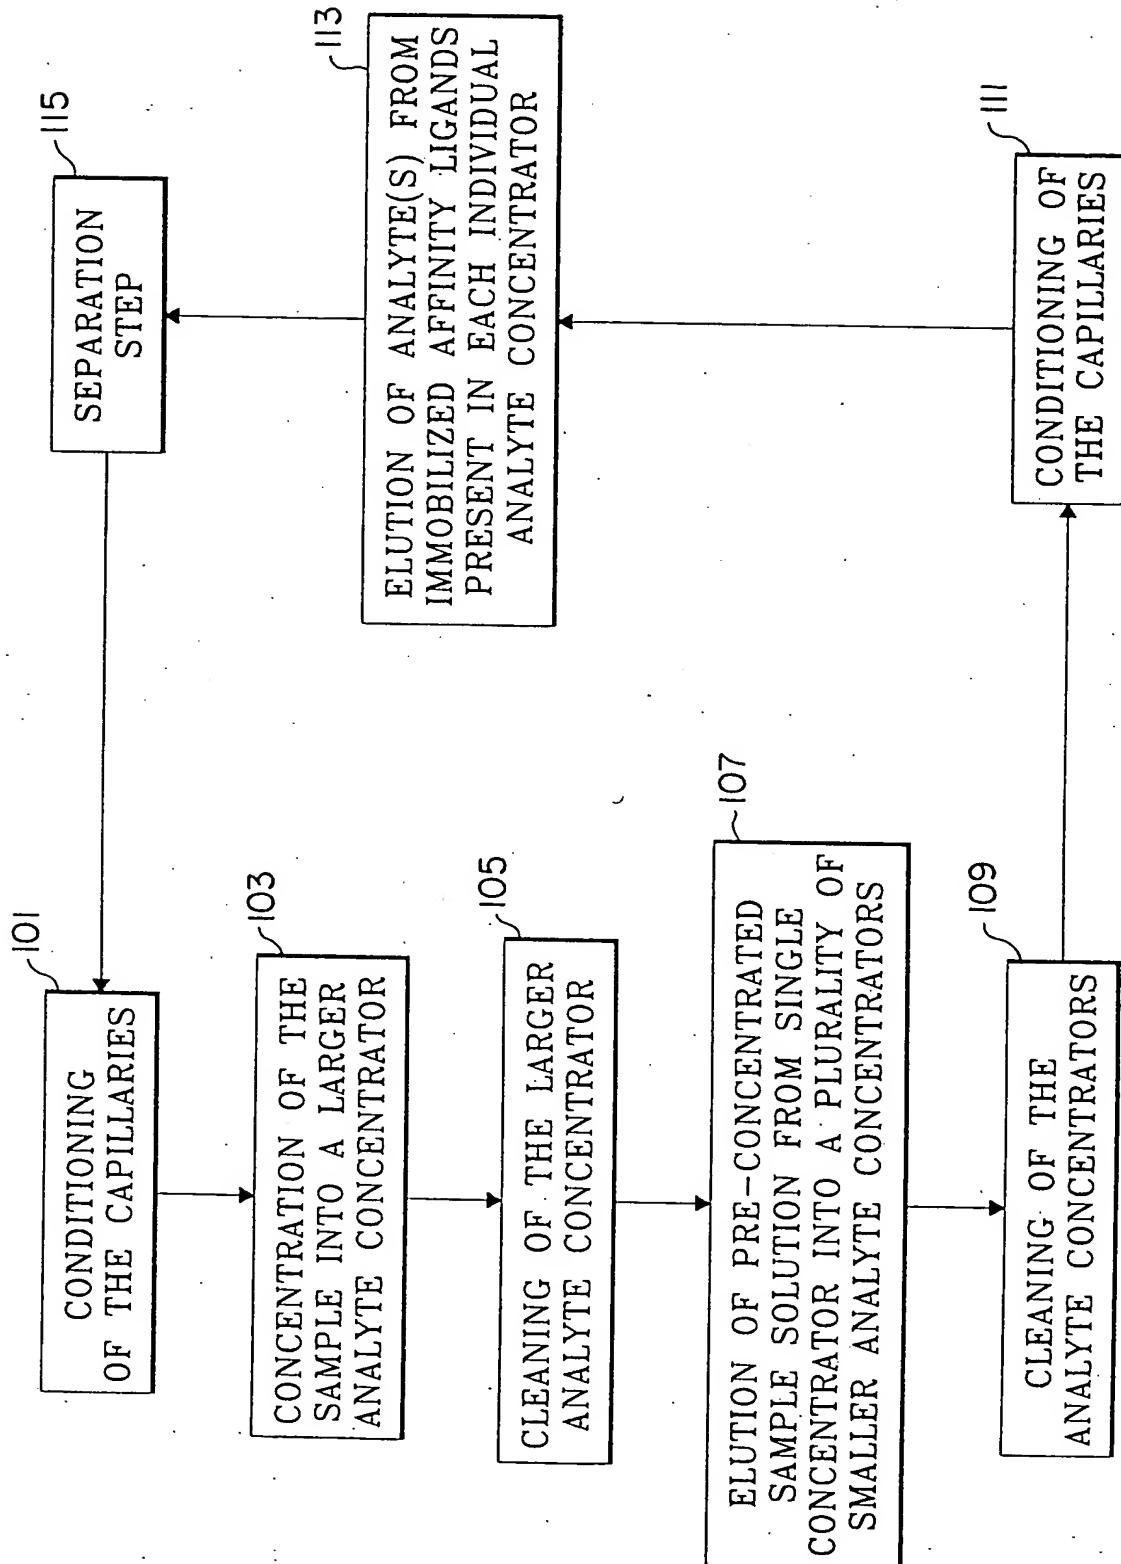 101
CONDITIONING
OF THE CAPILLARIES
103
CONCENTRATION OF THE
SAMPLE INTO A LARGER
ANALYTE CONCENTRATOR
105
CLEANING OF THE LARGER
ANALYTE CONCENTRATOR
107
ELUTION OF PRE-CONCENTRATED
SAMPLE SOLUTION FROM SINGLE
CONCENTRATOR INTO A PLURALITY OF
SMALLER ANALYTE CONCENTRATORS
109
CLEANING OF THE
ANALYTE CONCENTRATORS
111
CONDITIONING OF
THE CAPILLARIES
113
ELUTION OF ANALYTE(S) FROM
IMMOBILIZED AFFINITY LIGANDS
PRESENT IN EACH INDIVIDUAL
ANALYTE CONCENTRATOR
115
SEPARATION
STEP